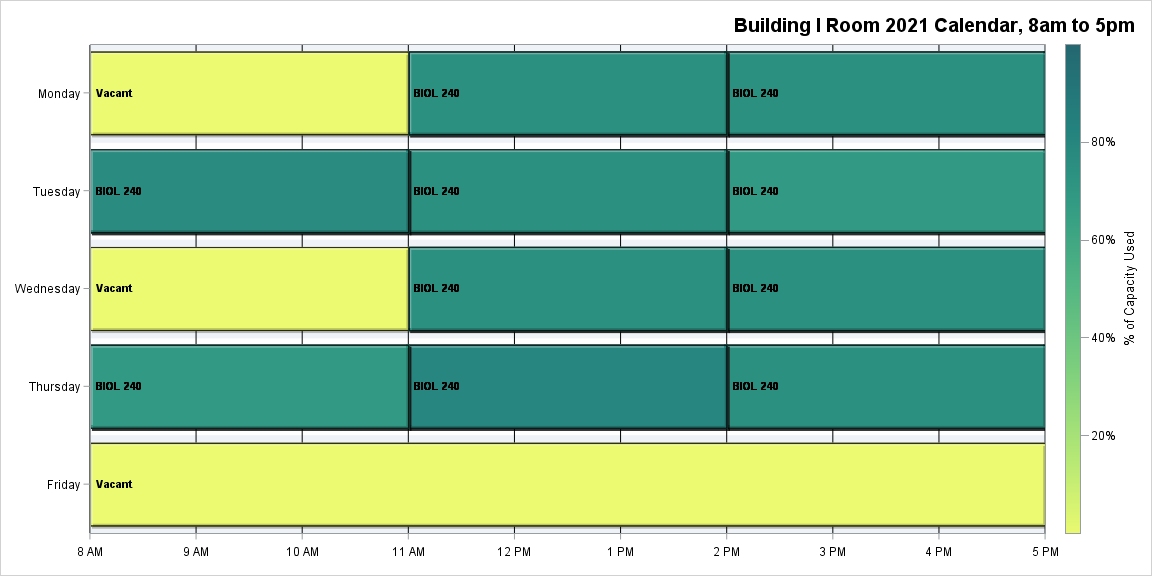 Building I Room 2021 Calendar, 8am to 5pm
Monday
Vacant
BIOL 240
BIOL 240
Tuesday
BIOL 240
BIOL 240
BIOL 240
Wednesday
Vacant
BIOL 240
BIOL 240
Thursday
BIOL 240
BIOL 240
BIOL 240
Friday
Vacant
8 AM
9 AM
10 AM
11 AM
12 PM
1 PM
2 PM
3 PM
4 PM
5 PM
80%
60%
40%
20%
% of Capacity Used